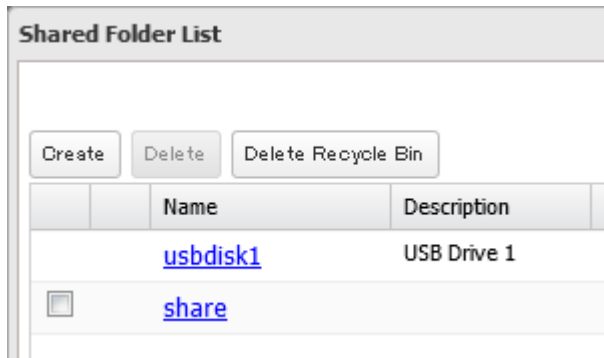 Shared Folder List
Create Delete Delete Recycle Bin
Name Description
usbdisk1 USB Drive 1
share